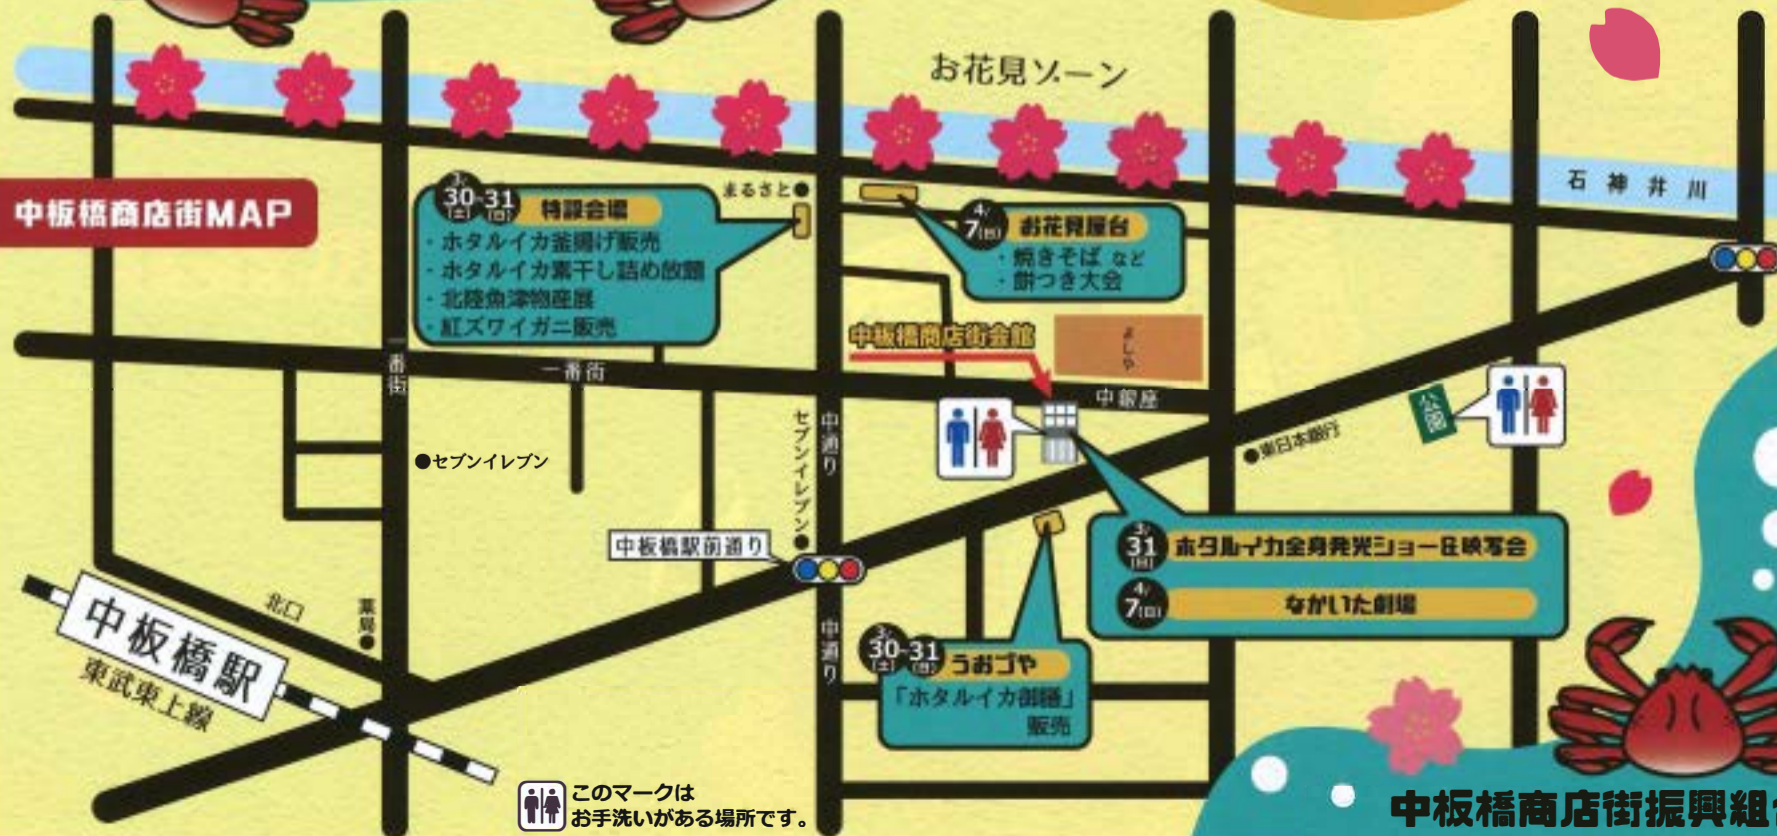 お花見ゾーン
石神井川
中板橋商店街MAP
3/30(土)-31(日) 特設会場
・ホタルイカ釜揚げ販売
・ホタルイカ素干し詰め放題
・北陸魚津物産展
・紅ズワイガニ販売
まるさと●
4/7(日) お花見屋台
・焼きそば など
・餅つき大会
中板橋商店街会館
よしや
一番街
一番街
中銀座
公園
●東日本銀行
●セブンイレブン
セブンイレブン●
中通り
中板橋駅前通り
3/31(日) ホタルイカ全身発光ショー&映写会
4/7(日) なかいた劇場
北口
薬局●
中板橋駅
東武東上線
中通り
3/30(土)-31(日) うおづや
「ホタルイカ御膳」
販売
このマークは
お手洗いがある場所です。
中板橋商店街振興組